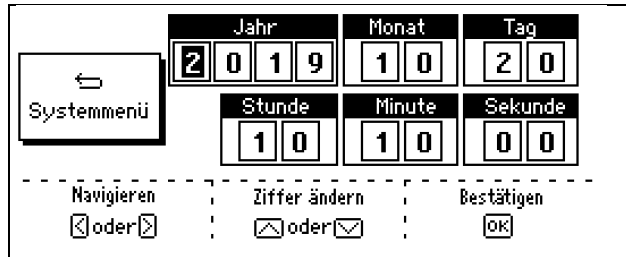 Jahr Monat Tag
2 0 1 9 1 0 2 0
Systemmenü
Stunde Minute Sekunde
1 0 1 0 0 0
Navigieren Ziffer ändern Bestätigen
< oder > ∧ oder ∨ OK